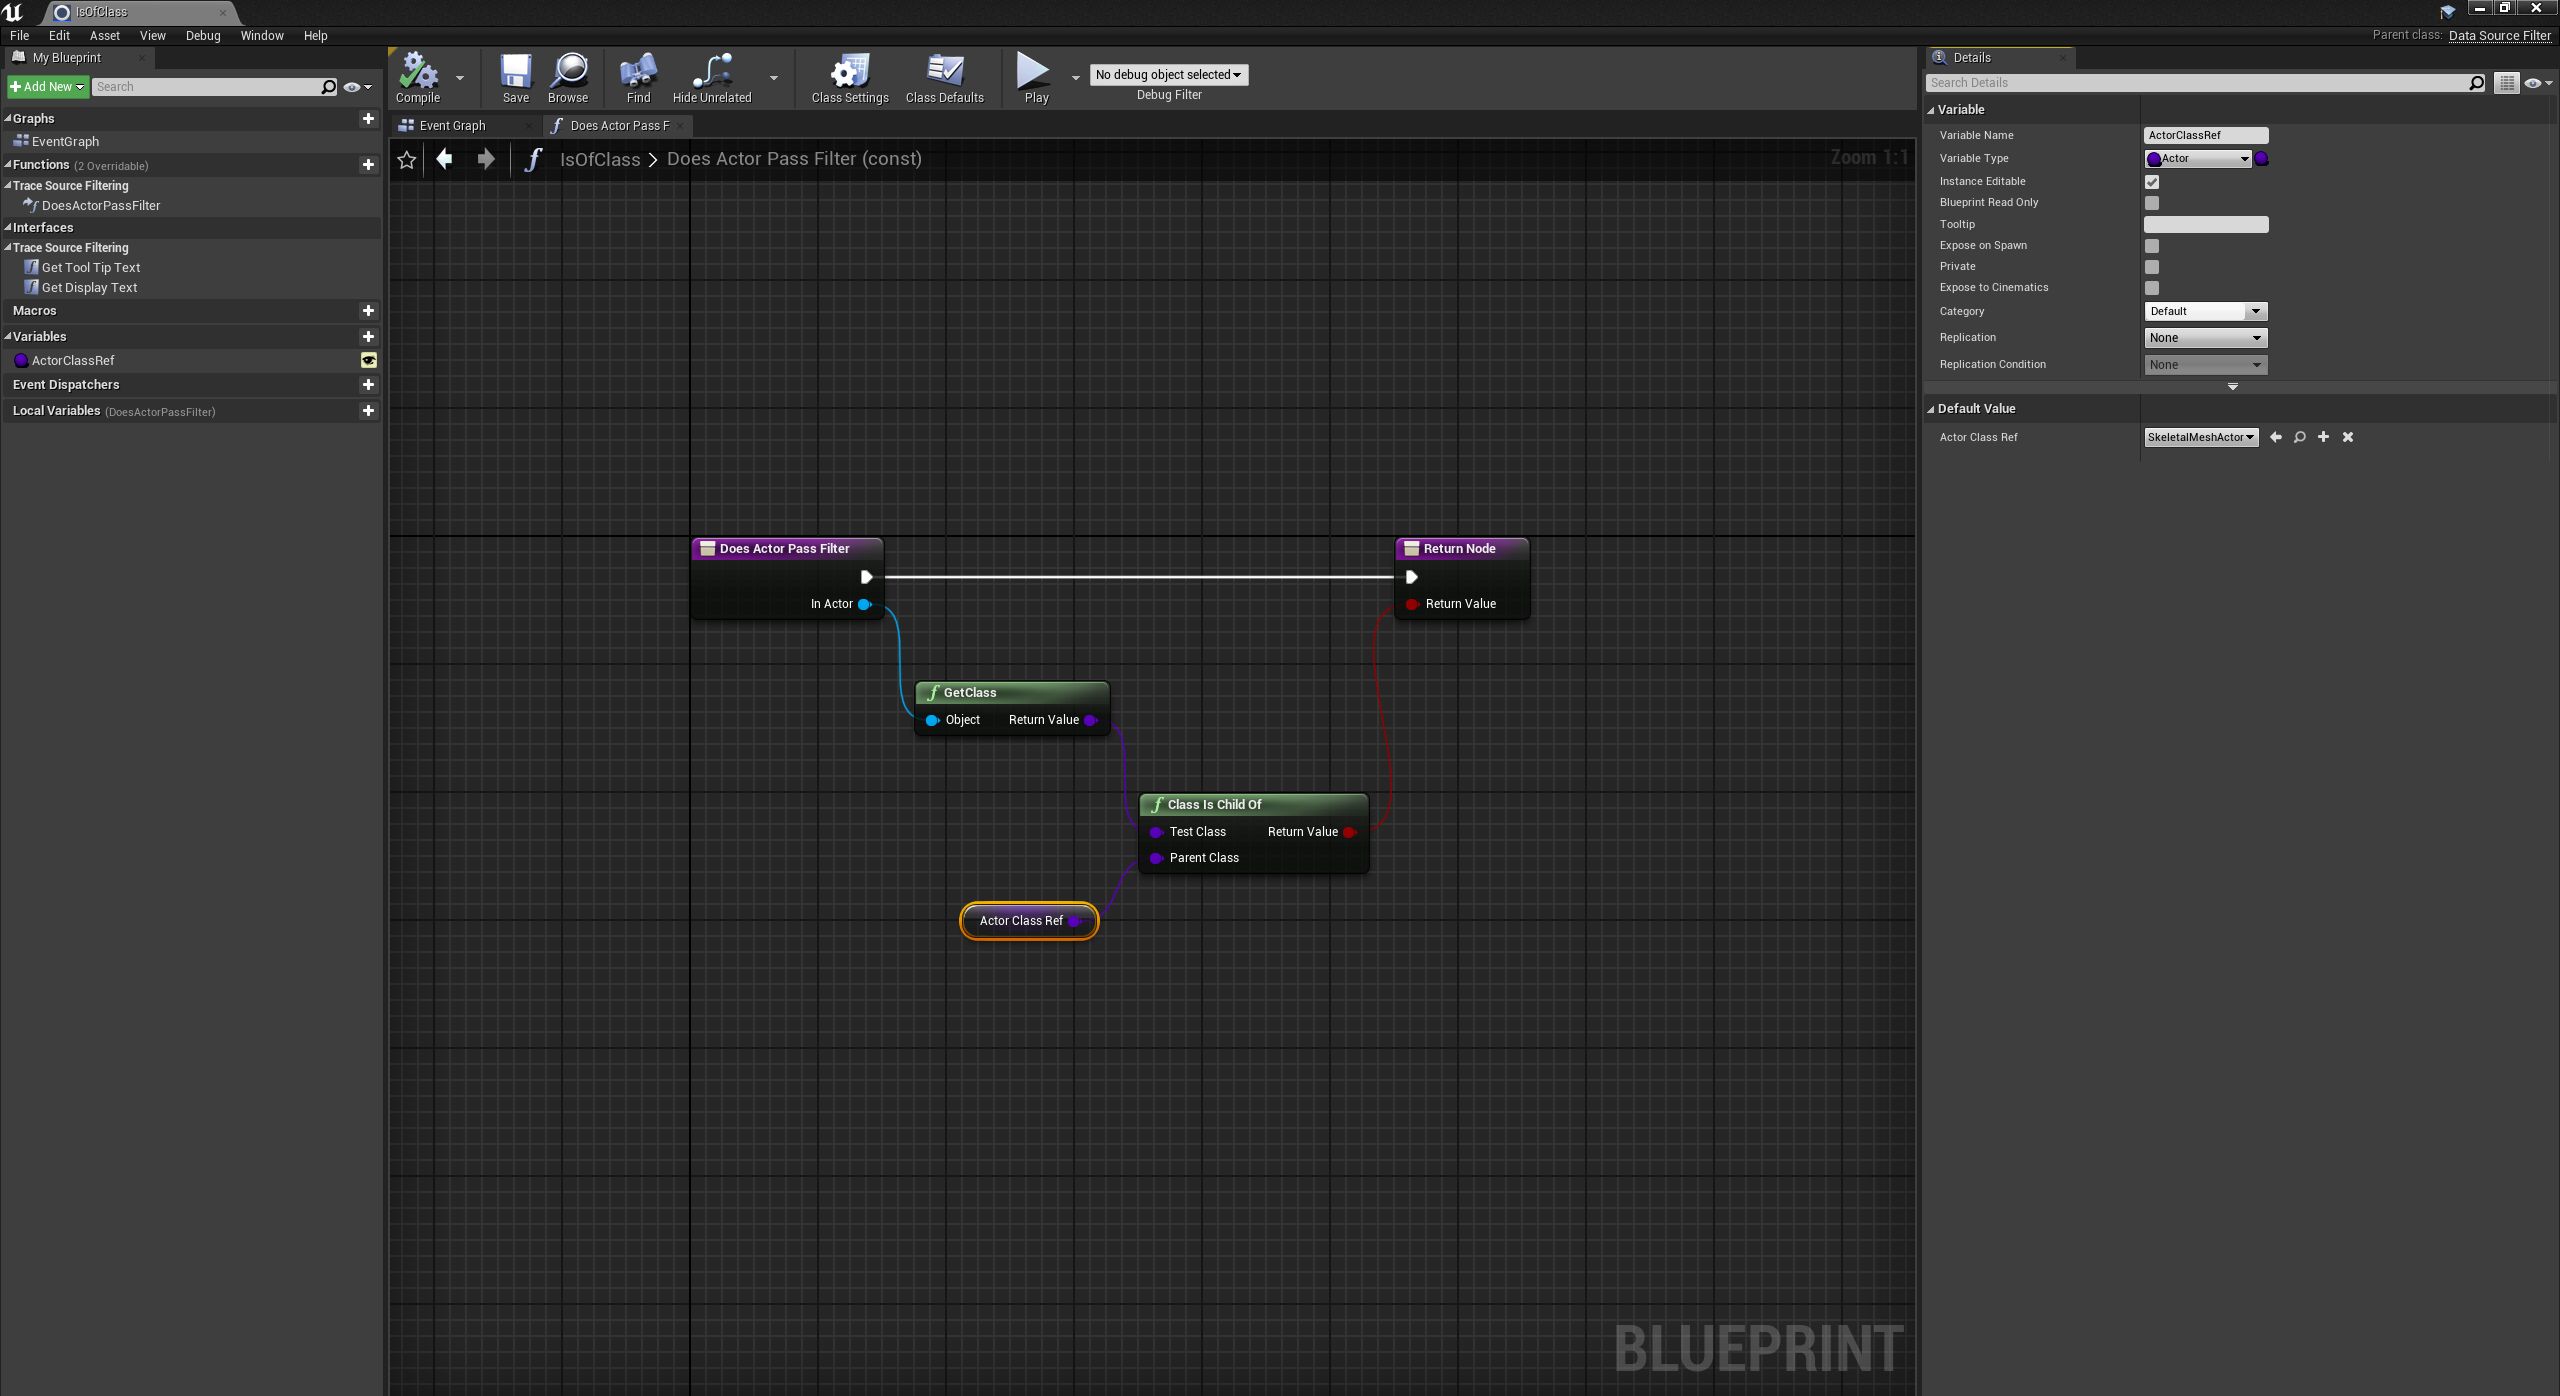 IsOfClass
File Edit Asset View Debug Window Help
Parent class: Data Source Filter
My Blueprint
Add New
Search
Graphs
EventGraph
Functions (2 Overridable)
Trace Source Filtering
DoesActorPassFilter
Interfaces
Trace Source Filtering
Get Tool Tip Text
Get Display Text
Macros
Variables
ActorClassRef
Event Dispatchers
Local Variables (DoesActorPassFilter)
Compile
Save
Browse
Find
Hide Unrelated
Class Settings
Class Defaults
Play
No debug object selected
Debug Filter
Event Graph
Does Actor Pass F
IsOfClass > Does Actor Pass Filter (const)
Zoom 1:1
Does Actor Pass Filter
In Actor
Return Node
Return Value
GetClass
Object Return Value
Class Is Child Of
Test Class Return Value
Parent Class
Actor Class Ref
BLUEPRINT
Details
Search Details
Variable
Variable Name ActorClassRef
Variable Type Actor
Instance Editable
Blueprint Read Only
Tooltip
Expose on Spawn
Private
Expose to Cinematics
Category Default
Replication None
Replication Condition None
Default Value
Actor Class Ref SkeletalMeshActor